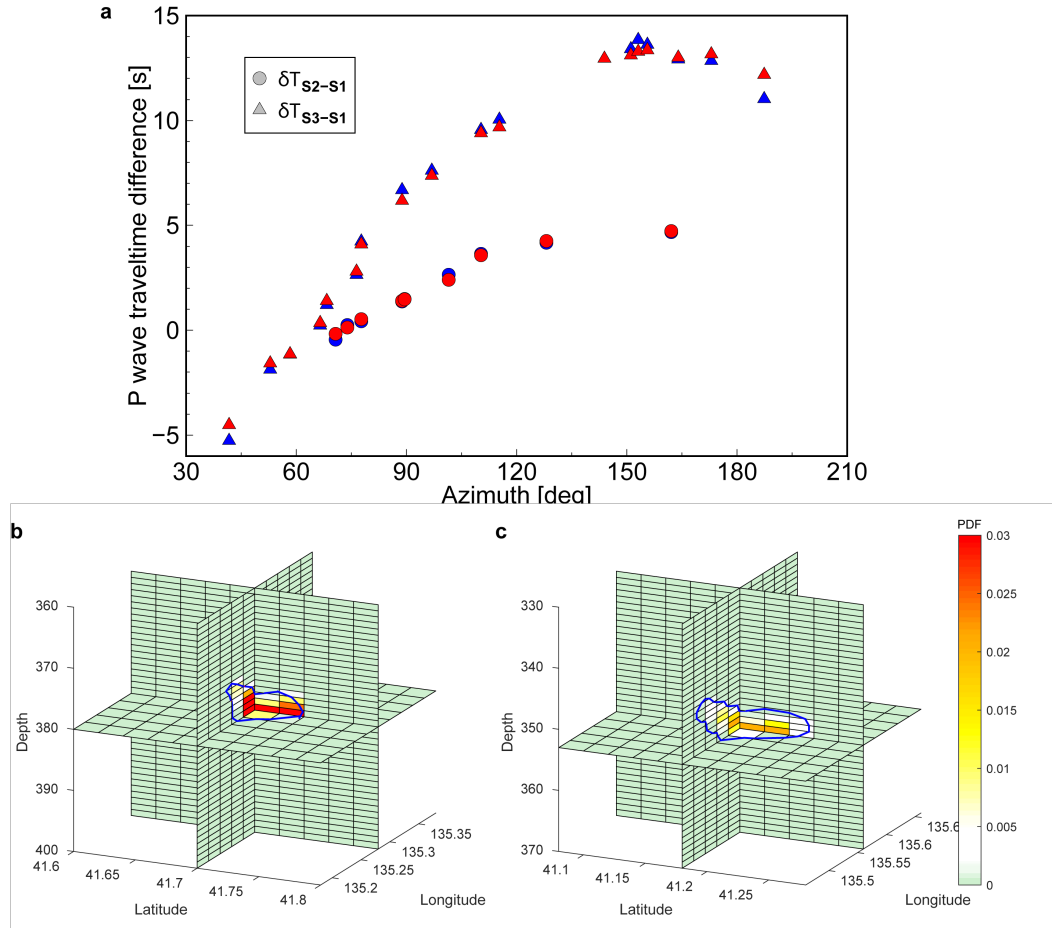 a
15
10
5
0
−5
P wave traveltime difference [s]
δT S2−S1
δT S3−S1
30 60 90 120 150 180 210
Azimuth [deg]
b
360
370
380
390
400
Depth
41.6
41.65
41.7
41.75
41.8
Latitude
135.2
135.25
135.3
135.35
Longitude
c
330
340
350
360
370
Depth
41.1
41.15
41.2
41.25
Latitude
135.5
135.55
135.6
135.6
Longitude
PDF
0.03
0.025
0.02
0.015
0.01
0.005
0